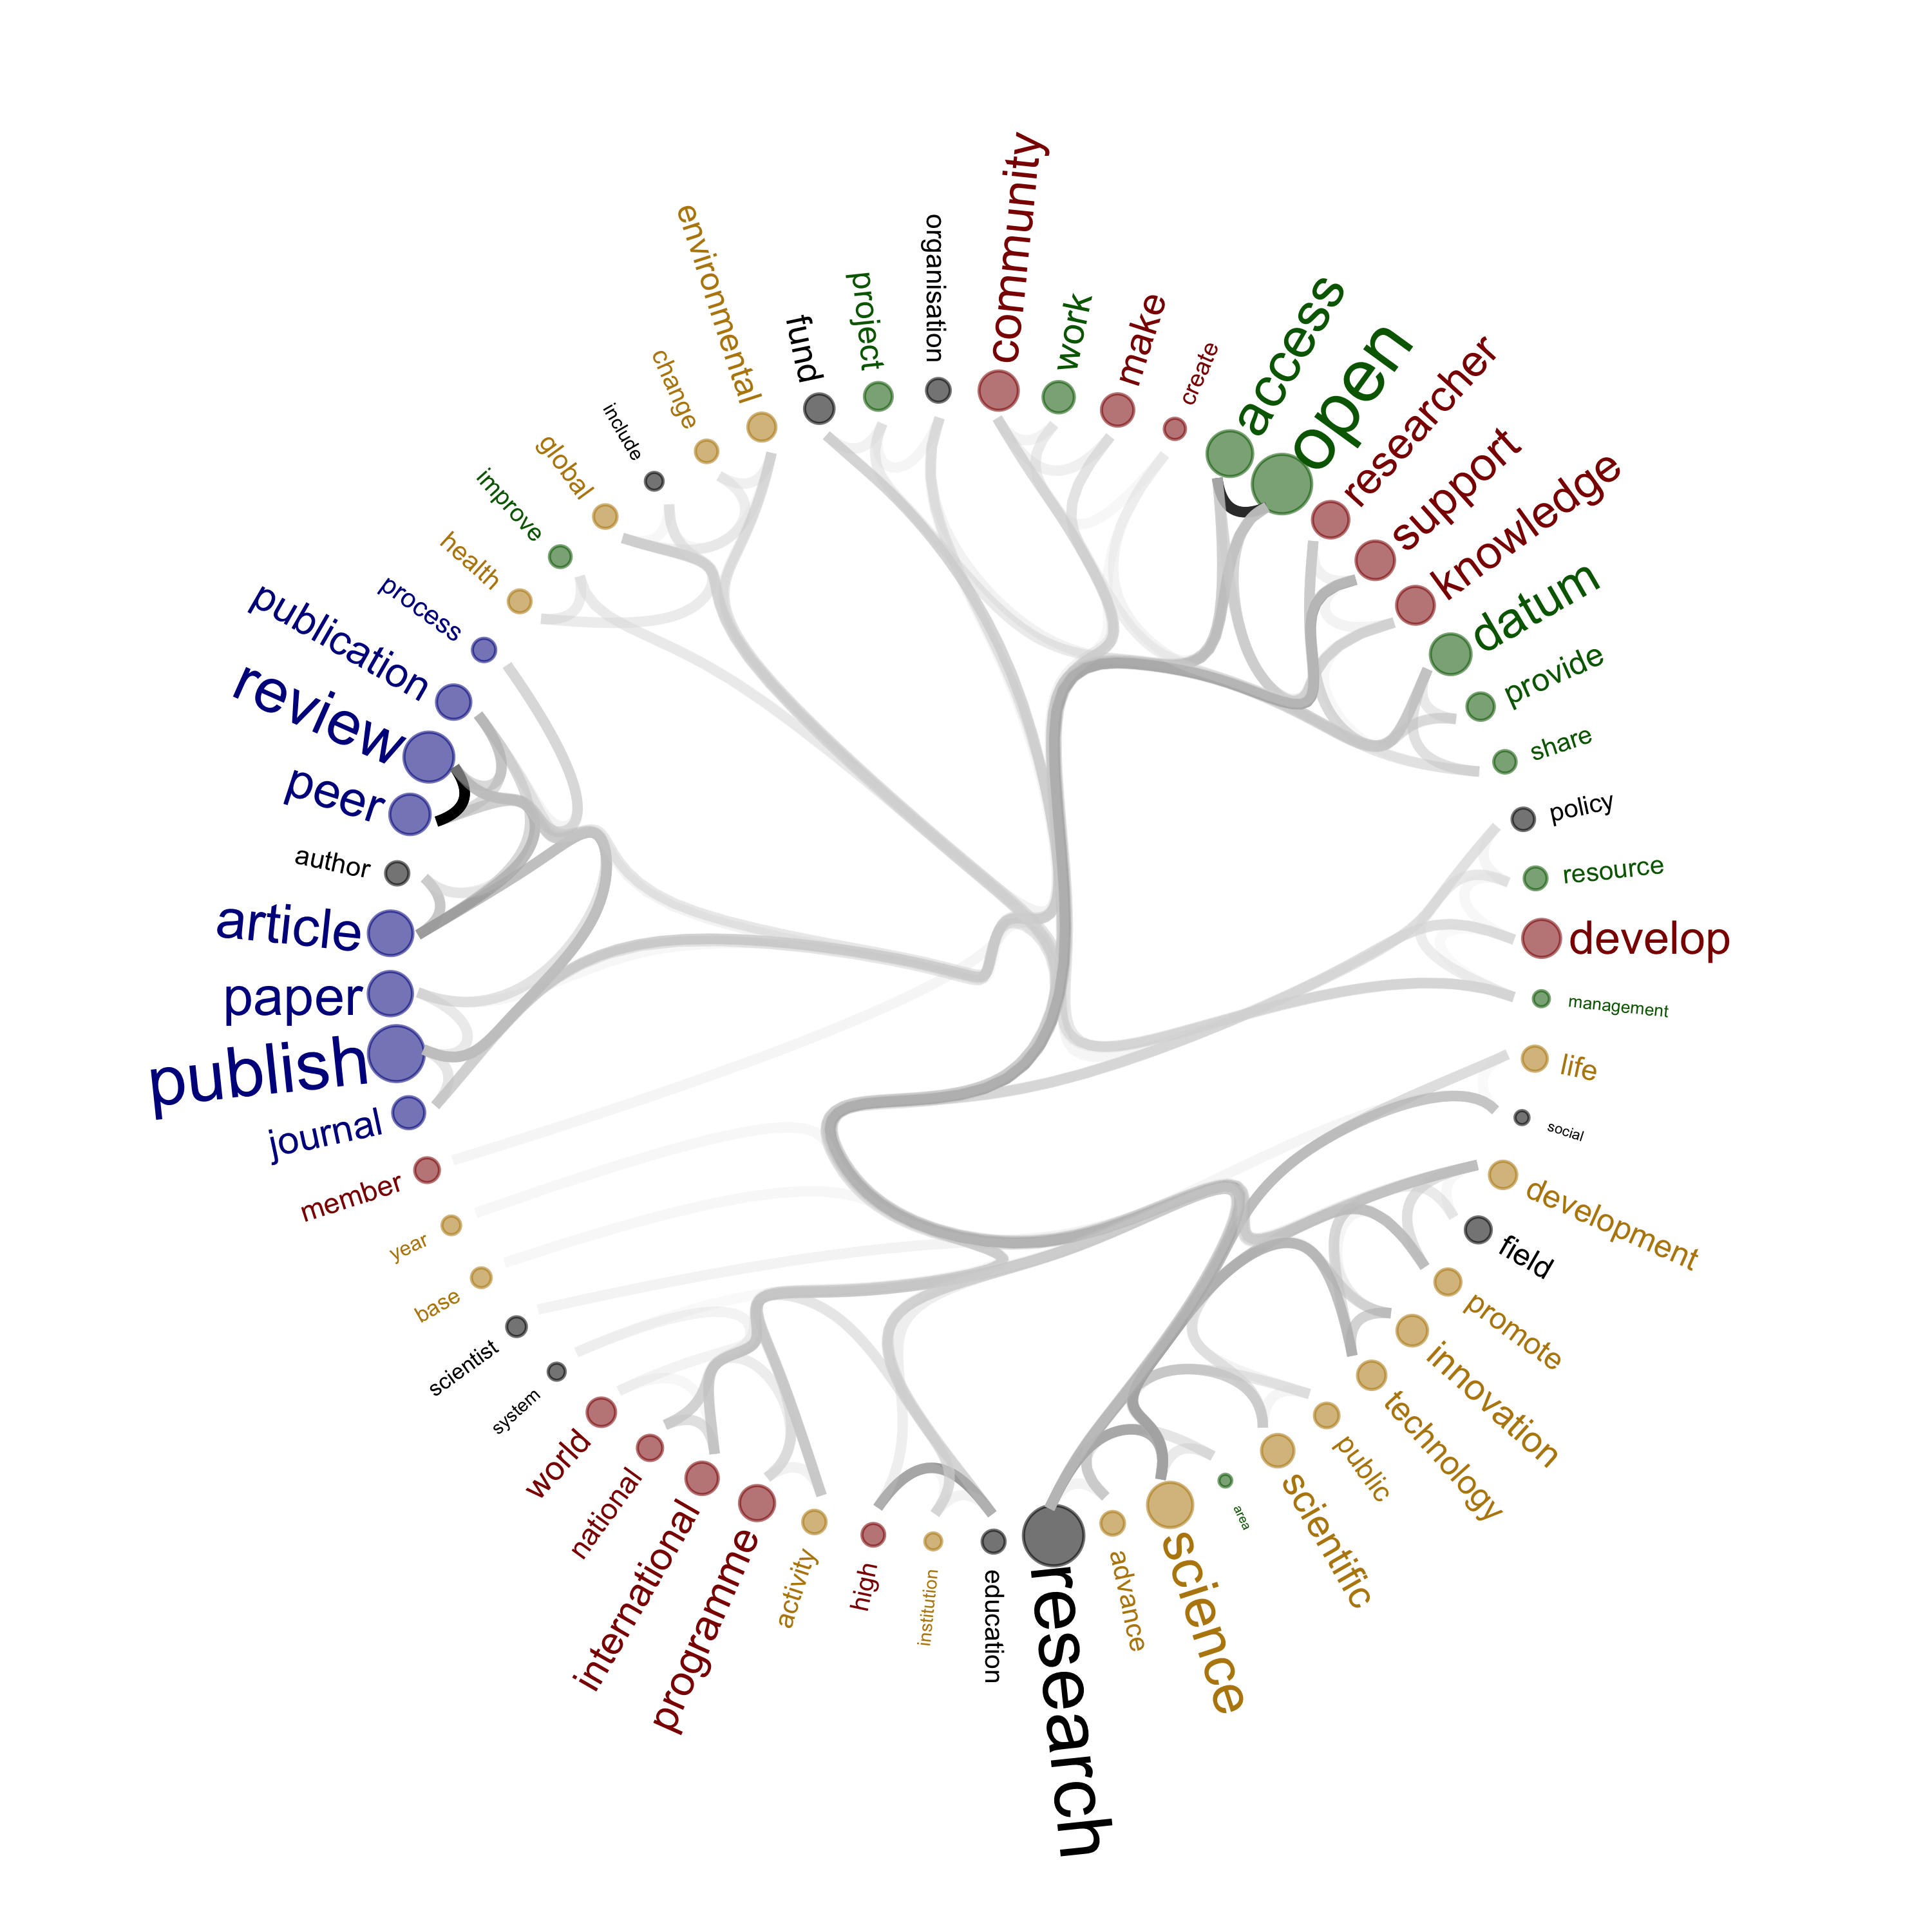 community
work
make
create
access
open
researcher
support
knowledge
datum
provide
share
policy
resource
develop
management
life
social
development
field
promote
innovation
technology
public
scientific
area
science
advance
research
education
institution
high
activity
programme
international
national
world
system
scientist
base
year
member
journal
publish
paper
article
author
peer
review
publication
process
health
improve
global
include
change
environmental
fund
project
organisation